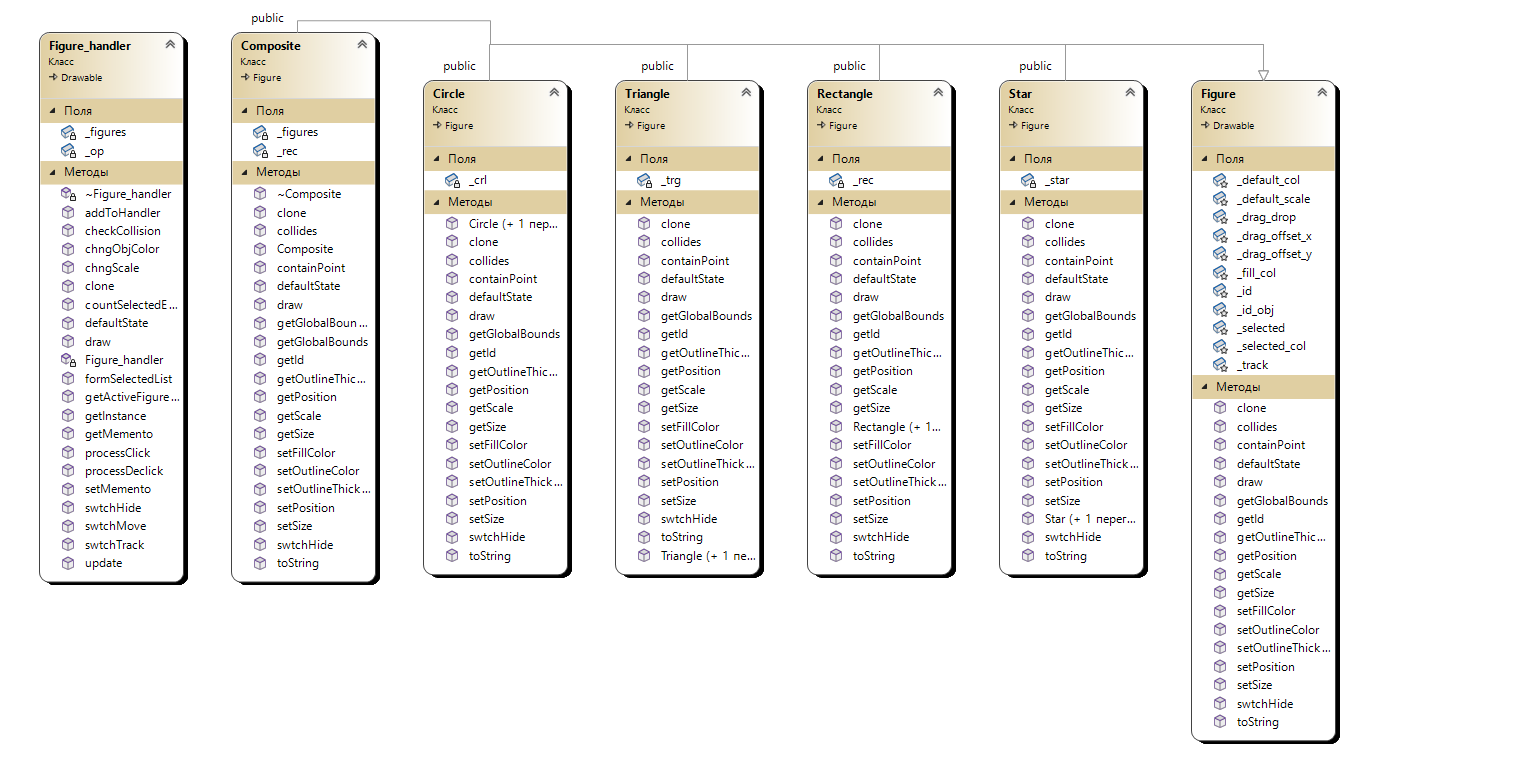 public
Figure_handler
Класс
Drawable
Поля
_figures
_op
Методы
~Figure_handler
addToHandler
checkCollision
chngObjColor
chngScale
clone
countSelectedE...
defaultState
draw
Figure_handler
formSelectedList
getActiveFigure...
getInstance
getMemento
processClick
processDeclick
setMemento
swtchHide
swtchMove
swtchTrack
update
Composite
Класс
Figure
Поля
_figures
_rec
Методы
~Composite
clone
collides
Composite
containPoint
defaultState
draw
getGlobalBoun...
getGlobalBounds
getId
getOutlineThic...
getPosition
getScale
getSize
setFillColor
setOutlineColor
setOutlineThick...
setPosition
setSize
swtchHide
toString
public
Circle
Класс
Figure
Поля
_crl
Методы
Circle (+ 1 пер...
clone
collides
containPoint
defaultState
draw
getGlobalBounds
getId
getOutlineThic...
getPosition
getScale
getSize
setFillColor
setOutlineColor
setOutlineThick...
setPosition
setSize
swtchHide
toString
public
Triangle
Класс
Figure
Поля
_trg
Методы
clone
collides
containPoint
defaultState
draw
getGlobalBounds
getId
getOutlineThic...
getPosition
getScale
getSize
setFillColor
setOutlineColor
setOutlineThick...
setPosition
setSize
swtchHide
toString
Triangle (+ 1 пе...
public
Rectangle
Класс
Figure
Поля
_rec
Методы
clone
collides
containPoint
defaultState
draw
getGlobalBounds
getId
getOutlineThic...
getPosition
getScale
getSize
Rectangle (+ 1...
setFillColor
setOutlineColor
setOutlineThick...
setPosition
setSize
swtchHide
toString
public
Star
Класс
Figure
Поля
_star
Методы
clone
collides
containPoint
defaultState
draw
getGlobalBounds
getId
getOutlineThic...
getPosition
getScale
getSize
setFillColor
setOutlineColor
setOutlineThick...
setPosition
setSize
Star (+ 1 перег...
swtchHide
toString
Figure
Класс
Drawable
Поля
_default_col
_default_scale
_drag_drop
_drag_offset_x
_drag_offset_y
_fill_col
_id
_id_obj
_selected
_selected_col
_track
Методы
clone
collides
containPoint
defaultState
draw
getGlobalBounds
getId
getOutlineThic...
getPosition
getScale
getSize
setFillColor
setOutlineColor
setOutlineThick...
setPosition
setSize
swtchHide
toString